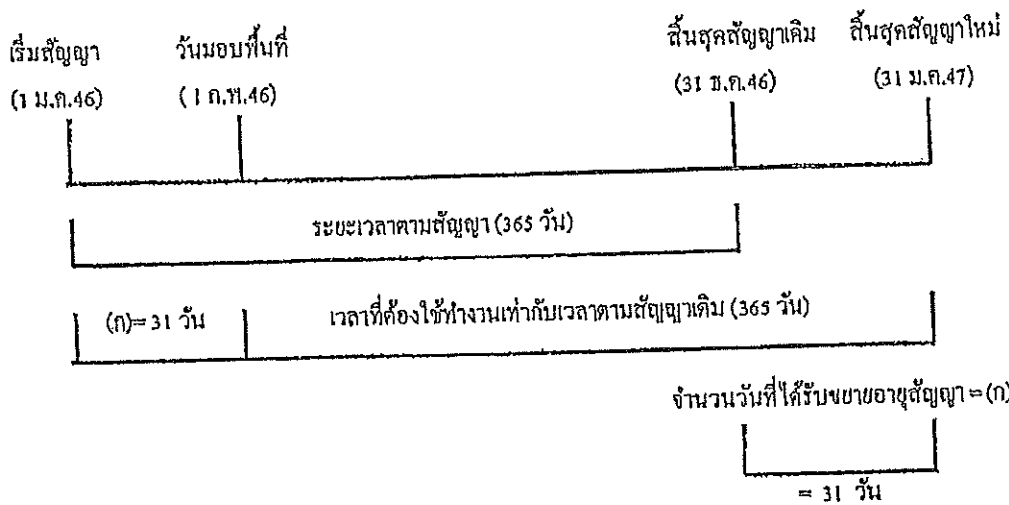 เริ่มสัญญา วันมอบพื้นที่ สิ้นสุดสัญญาเดิม สิ้นสุดสัญญาใหม่
(1 ม.ค.46) (1 ก.พ.46) (31 ธ.ค.46) (31 ม.ค.47)
ระยะเวลาตามสัญญา (365 วัน)
(ก)= 31 วัน เวลาที่ต้องใช้ทำงานเท่ากับเวลาตามสัญญาเดิม (365 วัน)
จำนวนวันที่ได้รับขยายอายุสัญญา = (ก)
= 31 วัน